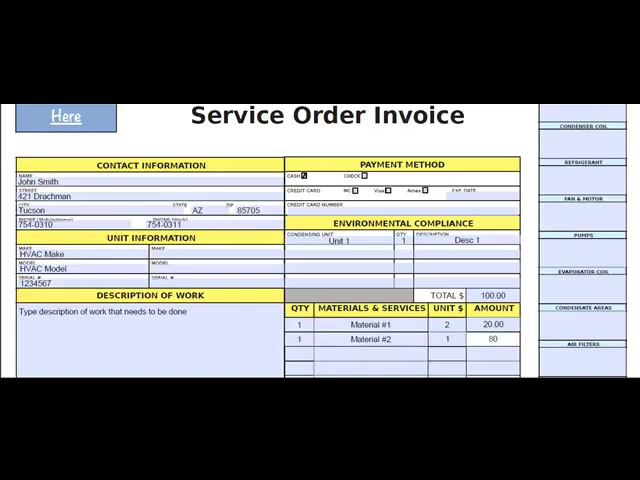 Here
Service Order Invoice
CONTACT INFORMATION
NAME
John Smith
STREET
421 Drachman
CITY STATE ZIP
Tucson AZ 85705
754-0310 754-0311
UNIT INFORMATION
MAKE MAKE
HVAC Make
MODEL MODEL
HVAC Model
SERIAL # SERIAL #
1234567
DESCRIPTION OF WORK
Type description of work that needs to be done
PAYMENT METHOD
CASH CHECK
CREDIT CARD MC Visa Amex EXP. DATE
CREDIT CARD NUMBER
ENVIRONMENTAL COMPLIANCE
CONDENSING UNIT QTY DESCRIPTION
Unit 1 1 Desc 1
TOTAL $ 100.00
QTY MATERIALS & SERVICES UNIT $ AMOUNT
1 Material #1 2 20.00
1 Material #2 1 80
CONDENSER COIL
REFRIGERANT
FAN & MOTOR
PUMPS
EVAPORATOR COIL
CONDENSATE AREAS
AIR FILTERS